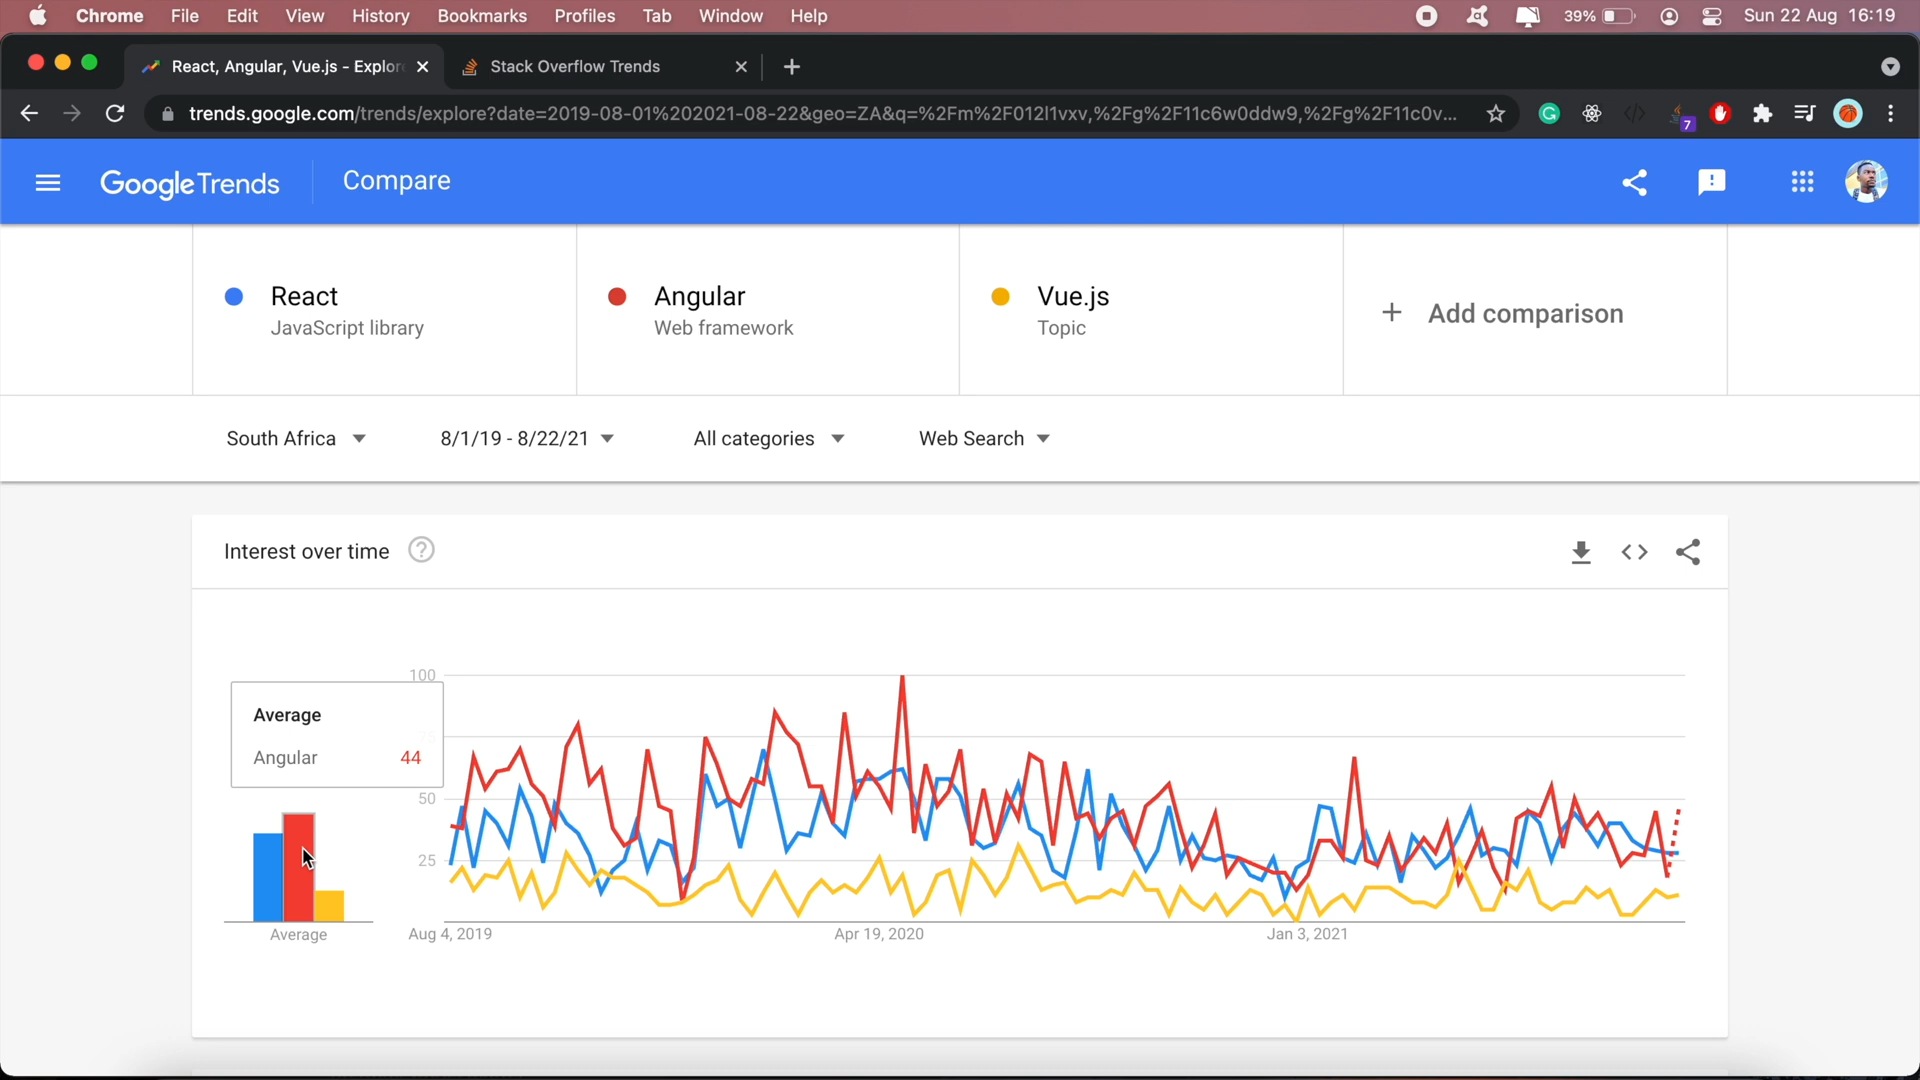 Chrome File Edit View History Bookmarks Profiles Tab Window Help 39% Sun 22 Aug 16:19
React, Angular, Vue.js - Explor Stack Overflow Trends
trends.google.com/trends/explore?date=2019-08-01%202021-08-22&geo=ZA&q=%2Fm%2F012l1vxv,%2Fg%2F11c6w0ddw9,%2Fg%2F11c0v... 7
Google Trends Compare
React Angular Vue.js
JavaScript library Web framework Topic
+ Add comparison
South Africa 8/1/19 - 8/22/21 All categories Web Search
Interest over time ?
100
Average
75
Angular 44
50
25
Average Aug 4, 2019 Apr 19, 2020 Jan 3, 2021